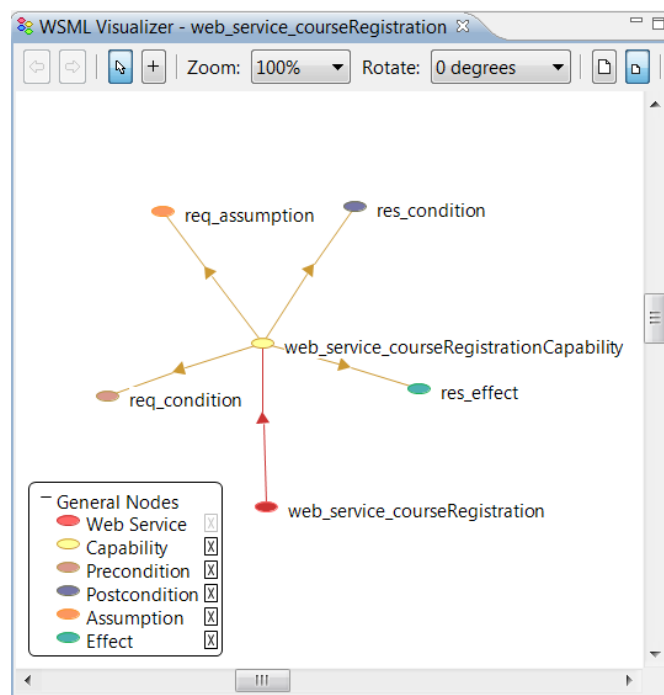 WSML Visualizer - web_service_courseRegistration
Zoom: 100% Rotate: 0 degrees
req_assumption
res_condition
web_service_courseRegistrationCapability
req_condition
res_effect
web_service_courseRegistration
General Nodes
Web Service X
Capability X
Precondition X
Postcondition X
Assumption X
Effect X